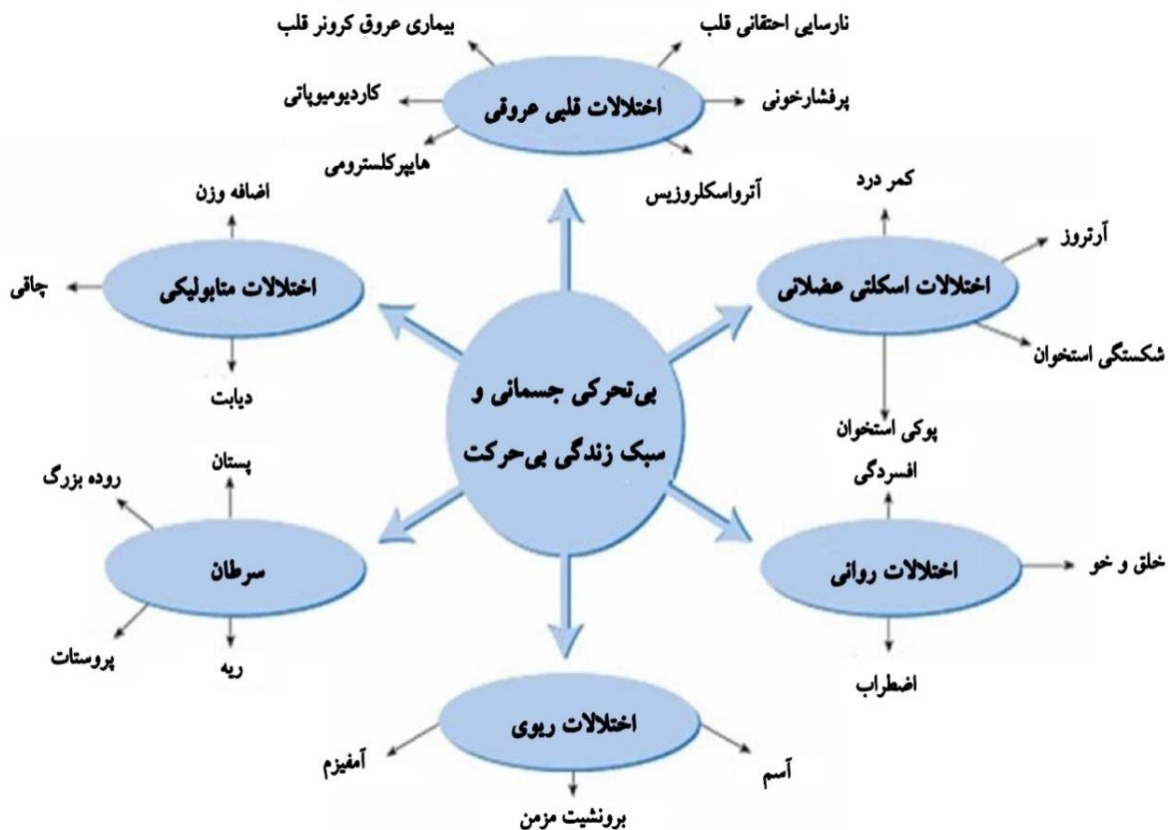 نارسایی احتقانی قلب
بیماری عروق کرونر قلب
پرفشارخونی
اختلالات قلبی عروقی
کاردیومیوپاتی
هایپرکلسترومی
آترواسکلروزیس
کمر درد
آرتروز
اختلالات اسکلتی عضلانی
شکستگی استخوان
پوکی استخوان
اضافه وزن
اختلالات متابولیکی
چاقی
دیابت
بی‌تحرکی جسمانی و
سبک زندگی بی‌حرکت
افسردگی
خلق و خو
اختلالات روانی
اضطراب
پستان
روده بزرگ
سرطان
پروستات
ریه
اختلالات ریوی
آسم
آمفیزم
برونشیت مزمن